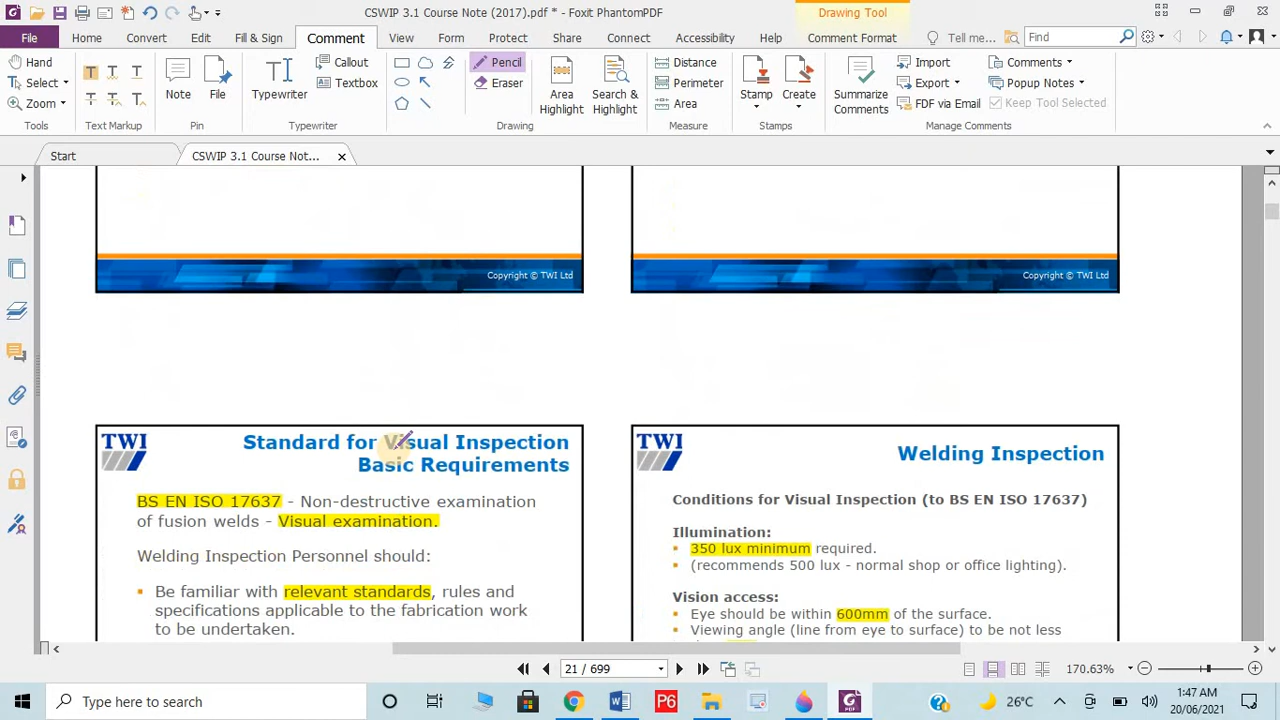 CSWIP 3.1 Course Note (2017).pdf * - Foxit PhantomPDF
Drawing Tool
File Home Convert Edit Fill & Sign Comment View Form Protect Share Connect Accessibility Help Comment Format Tell me... Find
Hand
Select
Zoom
Tools
Text Markup
Note
File
Pin
Typewriter
Callout
Textbox
Typewriter
Pencil
Eraser
Area Highlight
Search & Highlight
Drawing
Distance
Perimeter
Area
Measure
Stamp
Create
Stamps
Summarize Comments
Import
Export
FDF via Email
Comments
Popup Notes
Keep Tool Selected
Manage Comments
Start
CSWIP 3.1 Course Not...
Copyright © TWI Ltd
Copyright © TWI Ltd
TWI
Standard for Visual Inspection
Basic Requirements
BS EN ISO 17637 - Non-destructive examination
of fusion welds - Visual examination.
Welding Inspection Personnel should:
Be familiar with relevant standards, rules and
specifications applicable to the fabrication work
to be undertaken.
TWI
Welding Inspection
Conditions for Visual Inspection (to BS EN ISO 17637)
Illumination:
350 lux minimum required.
(recommends 500 lux - normal shop or office lighting).
Vision access:
Eye should be within 600mm of the surface.
Viewing angle (line from eye to surface) to be not less
21 / 699
170.63%
Type here to search
26°C
1:47 AM
20/06/2021